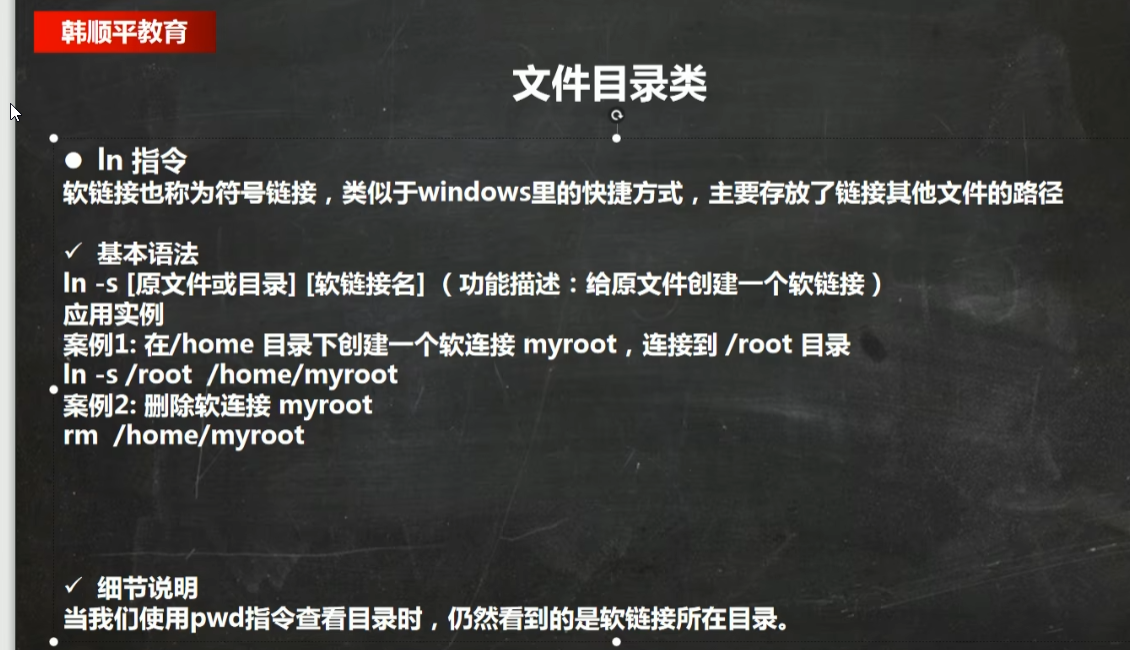 韩顺平教育
文件目录类
● ln 指令
软链接也称为符号链接，类似于windows里的快捷方式，主要存放了链接其他文件的路径
✓ 基本语法
ln -s [原文件或目录] [软链接名] （功能描述：给原文件创建一个软链接）
应用实例
案例1: 在/home 目录下创建一个软连接 myroot，连接到 /root 目录
ln -s /root /home/myroot
案例2: 删除软连接 myroot
rm /home/myroot
✓ 细节说明
当我们使用pwd指令查看目录时，仍然看到的是软链接所在目录。